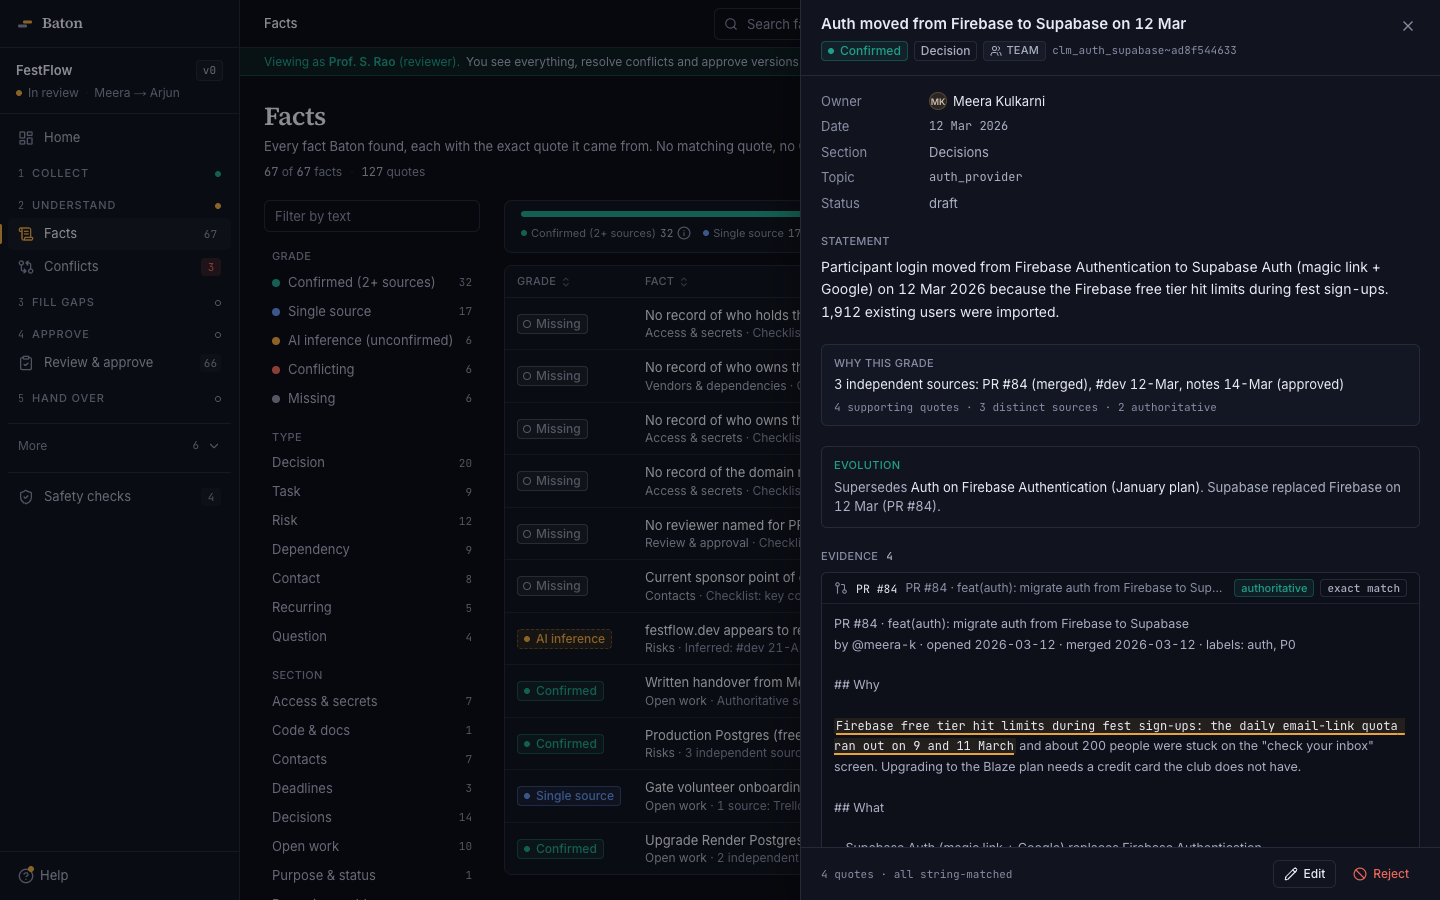 Baton
FestFlow
v0
In review · Meera → Arjun
Home
1 COLLECT
2 UNDERSTAND
Facts 67
Conflicts 3
3 FILL GAPS
4 APPROVE
Review & approve 66
5 HAND OVER
More 6
Safety checks 4
Help
Facts
Search
Viewing as Prof. S. Rao (reviewer). You see everything, resolve conflicts and approve versions
Facts
Every fact Baton found, each with the exact quote it came from. No matching quote, no
67 of 67 facts 127 quotes
Filter by text
GRADE
Confirmed (2+ sources) 32
Single source 17
AI inference (unconfirmed) 6
Conflicting 6
Missing 6
TYPE
Decision 20
Task 9
Risk 12
Dependency 9
Contact 8
Recurring 5
Question 4
SECTION
Access & secrets 7
Code & docs 1
Contacts 7
Deadlines 3
Decisions 14
Open work 10
Purpose & status 1
Confirmed (2+ sources) 32 Single source 17
GRADE FACT
Missing
No record of who holds
Access & secrets ·
Missing
No record of who owns
Vendors & dependencies ·
Missing
No record of who owns
Access & secrets ·
Missing
No record of the domain
Access & secrets ·
Missing
No reviewer named for
Review & approval ·
Missing
Current sponsor point of
Contacts · Checklist: key
AI inference
festflow.dev appears to
Risks · Inferred: #dev
Confirmed
Written handover from
Open work · Authoritative
Confirmed
Production Postgres
Risks · 3 independent
Single source
Gate volunteer
Open work · 1 source:
Confirmed
Upgrade Render
Open work · 2 independent
Auth moved from Firebase to Supabase on 12 Mar
Confirmed Decision TEAM clm_auth_supabase~ad8f544633
Owner MK Meera Kulkarni
Date 12 Mar 2026
Section Decisions
Topic auth_provider
Status draft
STATEMENT
Participant login moved from Firebase Authentication to Supabase Auth (magic link +
Google) on 12 Mar 2026 because the Firebase free tier hit limits during fest sign-ups.
1,912 existing users were imported.
WHY THIS GRADE
3 independent sources: PR #84 (merged), #dev 12-Mar, notes 14-Mar (approved)
4 supporting quotes · 3 distinct sources · 2 authoritative
EVOLUTION
Supersedes Auth on Firebase Authentication (January plan). Supabase replaced Firebase on
12 Mar (PR #84).
EVIDENCE 4
PR #84 PR #84 · feat(auth): migrate auth from Firebase to Sup... authoritative exact match
PR #84 · feat(auth): migrate auth from Firebase to Supabase
by @meera-k · opened 2026-03-12 · merged 2026-03-12 · labels: auth, P0
## Why
Firebase free tier hit limits during fest sign-ups: the daily email-link quota
ran out on 9 and 11 March and about 200 people were stuck on the "check your inbox"
screen. Upgrading to the Blaze plan needs a credit card the club does not have.
## What
Supabase Auth (magic link + Google) replaces Firebase Authentication
4 quotes · all string-matched
Edit
Reject